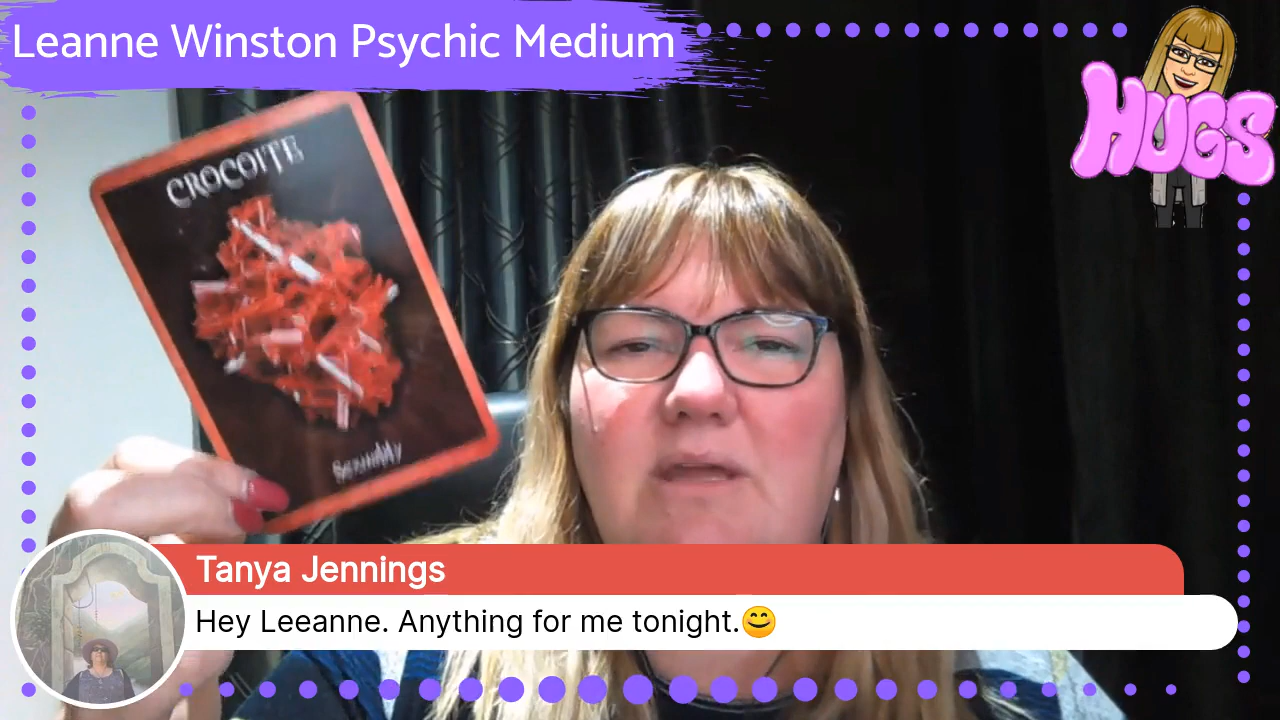 Leanne Winston Psychic Medium
HUGS
CROCOITE
Tanya Jennings
Hey Leeanne. Anything for me tonight.😊